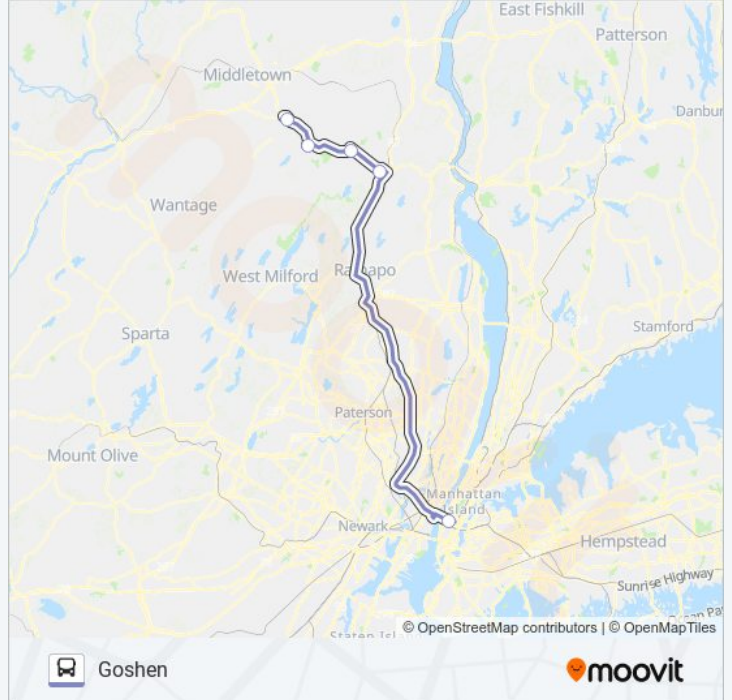 East Fishkill
Patterson
Middletown
Danbur
Wantage
West Milford
Ramapo
Sparta
Stamford
Paterson
Mount Olive
Manhattan
Island
Newark
Hempstead
Sunrise Highway
© OpenStreetMap contributors | © OpenMapTiles
Goshen
moovit